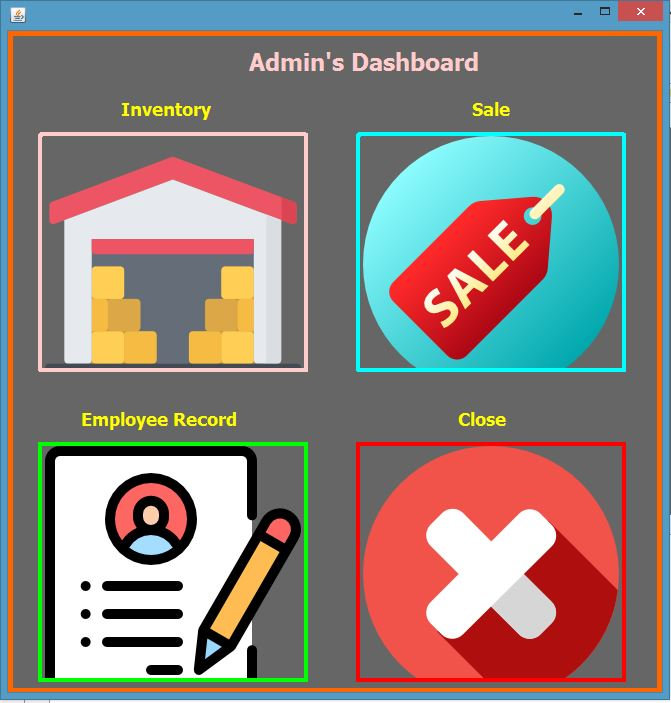 Admin's Dashboard
Inventory
Sale
SALE
Employee Record
Close